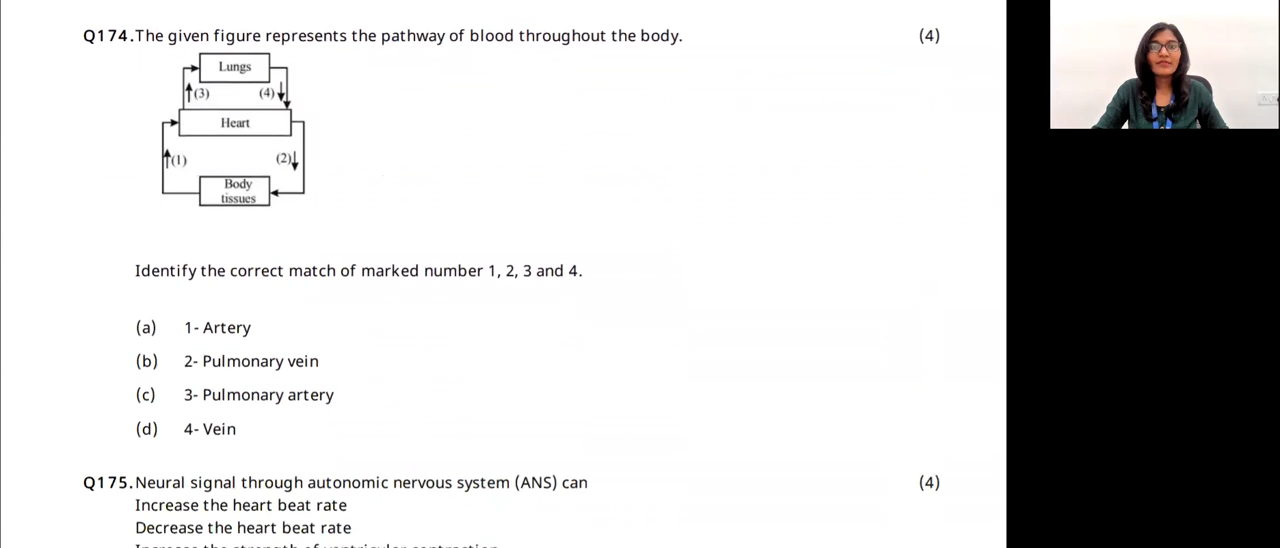 Q174. The given figure represents the pathway of blood throughout the body. (4)
Lungs
(3) (4)
Heart
(1) (2)
Body
tissues
Identify the correct match of marked number 1, 2, 3 and 4.
(a) 1- Artery
(b) 2- Pulmonary vein
(c) 3- Pulmonary artery
(d) 4- Vein
Q175. Neural signal through autonomic nervous system (ANS) can (4)
Increase the heart beat rate
Decrease the heart beat rate